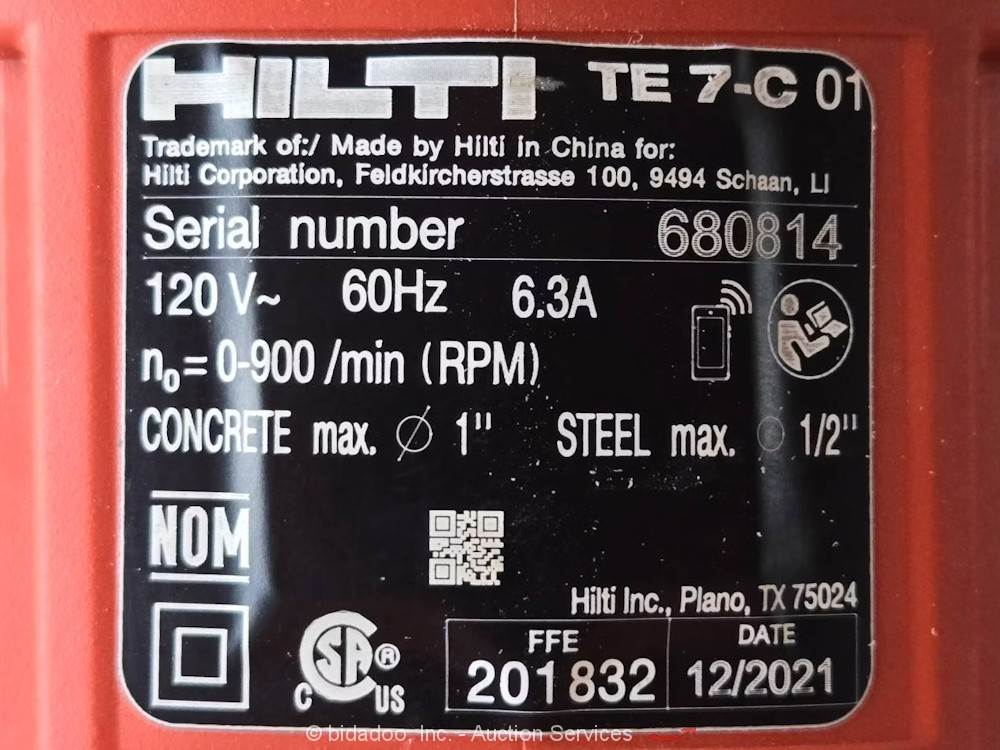 HILTI TE 7-C 01
Trademark of:/ Made by Hilti in China for:
Hilti Corporation, Feldkircherstrasse 100, 9494 Schaan, LI
Serial number 680814
120 V~ 60Hz 6.3A
n₀ = 0-900 /min (RPM)
CONCRETE max. ∅ 1" STEEL max. ∅ 1/2"
NOM
Hilti Inc., Plano, TX 75024
FFE DATE
C SA ® C US 201832 12/2021
© bidadoo, Inc. - Auction Services